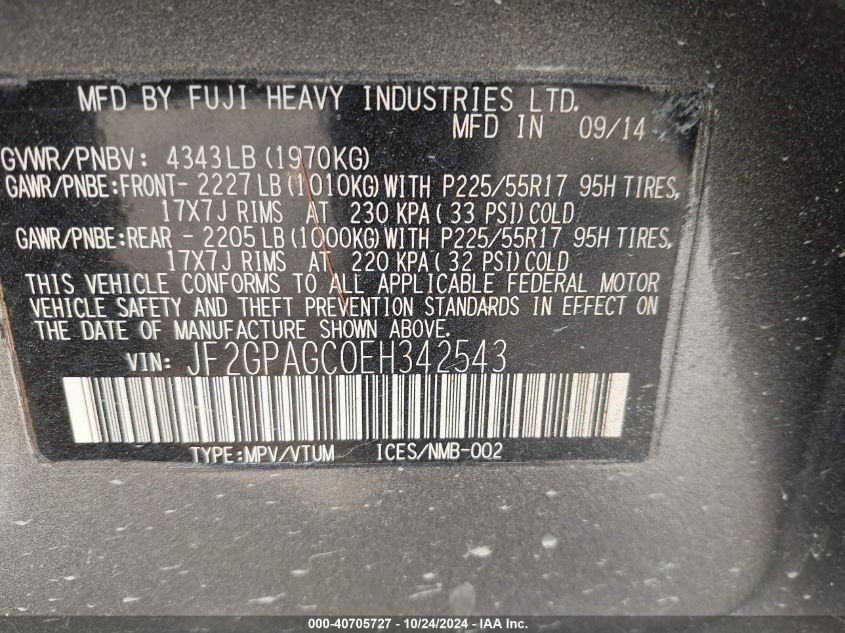 MFD BY FUJI HEAVY INDUSTRIES LTD.
MFD IN 09/14
GVWR/PNBV: 4343LB (1970KG)
GAWR/PNBE:FRONT- 2227LB (1010KG) WITH P225/55R17 95H TIRES,
17X7J RIMS AT 230 KPA (33 PSI) COLD
GAWR/PNBE:REAR - 2205LB (1000KG) WITH P225/55R17 95H TIRES,
17X7J RIMS AT 220 KPA (32 PSI) COLD
THIS VEHICLE CONFORMS TO ALL APPLICABLE FEDERAL MOTOR
VEHICLE SAFETY AND THEFT PREVENTION STANDARDS IN EFFECT ON
THE DATE OF MANUFACTURE SHOWN ABOVE.
VIN: JF2GPAGC0EH342543
TYPE:MPV/VTUM ICES/NMB-002
000-40705727 - 10/24/2024 - IAA Inc.